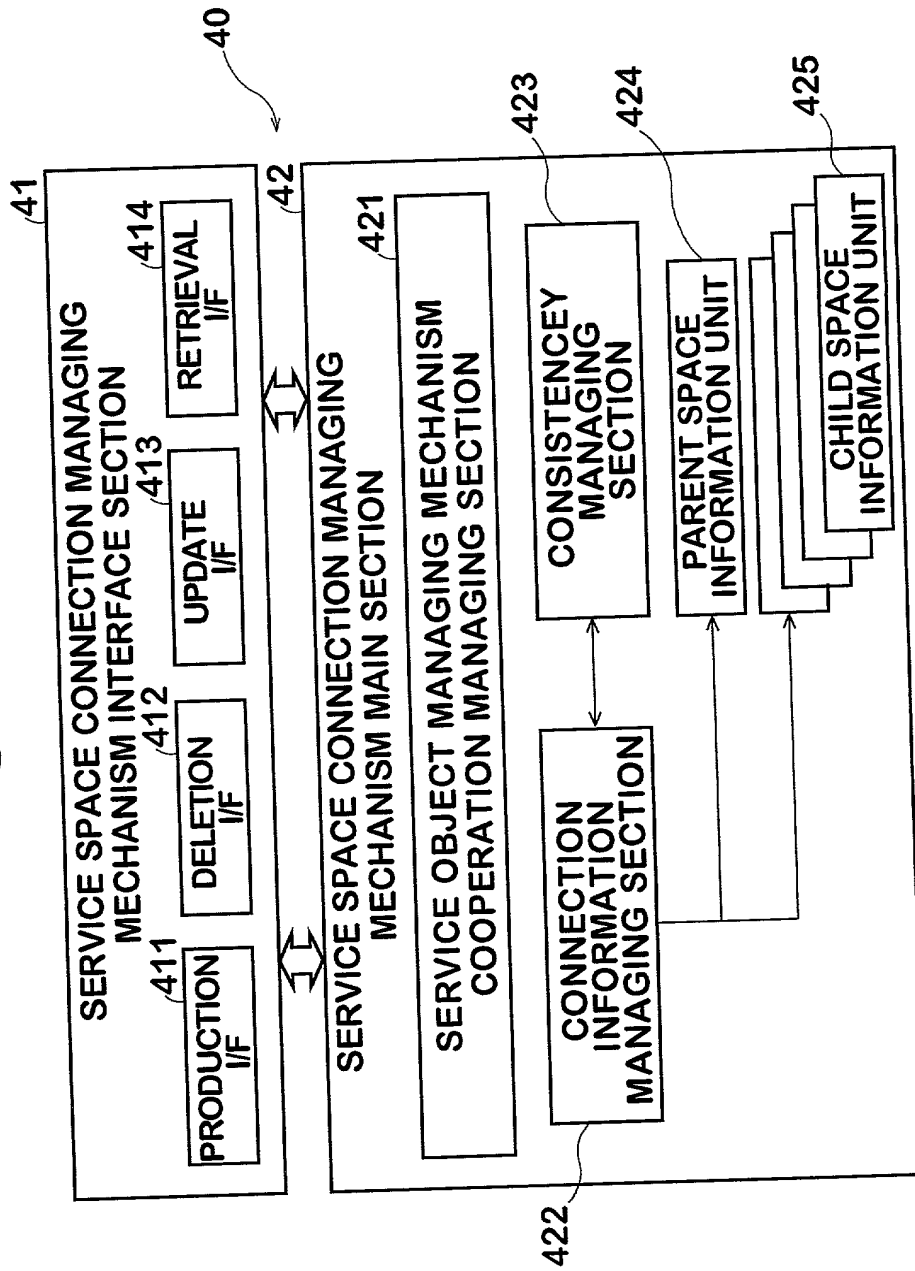 40
41
SERVICE SPACE CONNECTION MANAGING
MECHANISM INTERFACE SECTION
411
PRODUCTION
I/F
412
DELETION
I/F
413
UPDATE
I/F
414
RETRIEVAL
I/F
42
SERVICE SPACE CONNECTION MANAGING
MECHANISM MAIN SECTION
421
SERVICE OBJECT MANAGING MECHANISM
COOPERATION MANAGING SECTION
422
CONNECTION
INFORMATION
MANAGING SECTION
423
CONSISTENCEY
MANAGING
SECTION
424
PARENT SPACE
INFORMATION UNIT
425
CHILD SPACE
INFORMATION UNIT